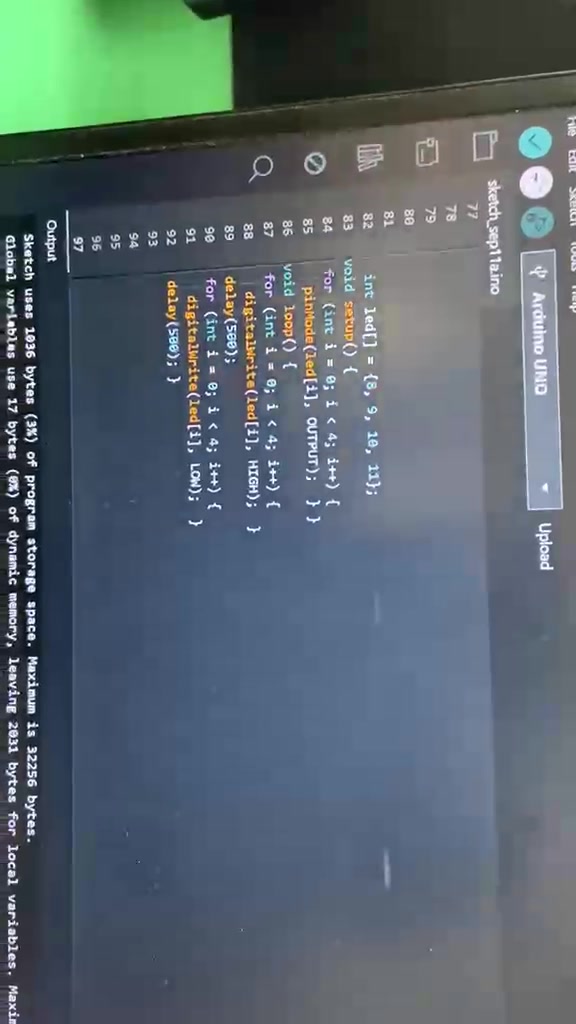 File Edit Sketch Tools Help
Arduino UNO
Upload
sketch_sep11a.ino
77
78
79
80
81
82 int led[] = {8, 9, 10, 11};
83 void setup() {
84 for (int i = 0; i < 4; i++) {
85 pinMode(led[i], OUTPUT); } }
86 void loop() {
87 for (int i = 0; i < 4; i++) {
88 digitalWrite(led[i], HIGH); }
89 delay(500);
90 for (int i = 0; i < 4; i++) {
91 digitalWrite(led[i], LOW); }
92 delay(500); }
93
94
95
96
97
Output
Sketch uses 1036 bytes (3%) of program storage space. Maximum is 32256 bytes.
Global variables use 17 bytes (0%) of dynamic memory, leaving 2031 bytes for local variables. Maxim